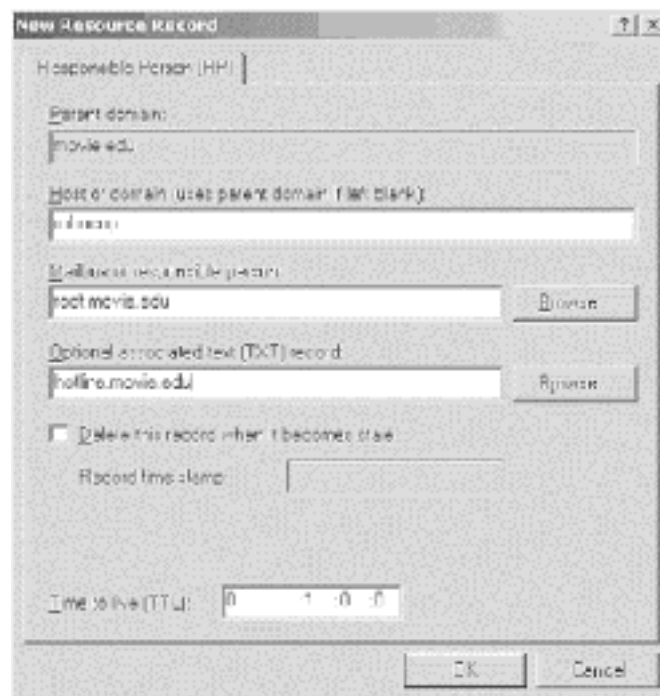 New Resource Record
Responsible Person (RP)
Parent domain:
movie.edu
Host or domain (uses parent domain if left blank):
Mailbox of responsible person:
root.movie.edu
Browse...
Optional associated text (TXT) record:
hotline.movie.edu
Browse...
Delete this record when it becomes stale
Record time stamp:
Time to live (TTL):
0 :1 :0 :0
OK
Cancel